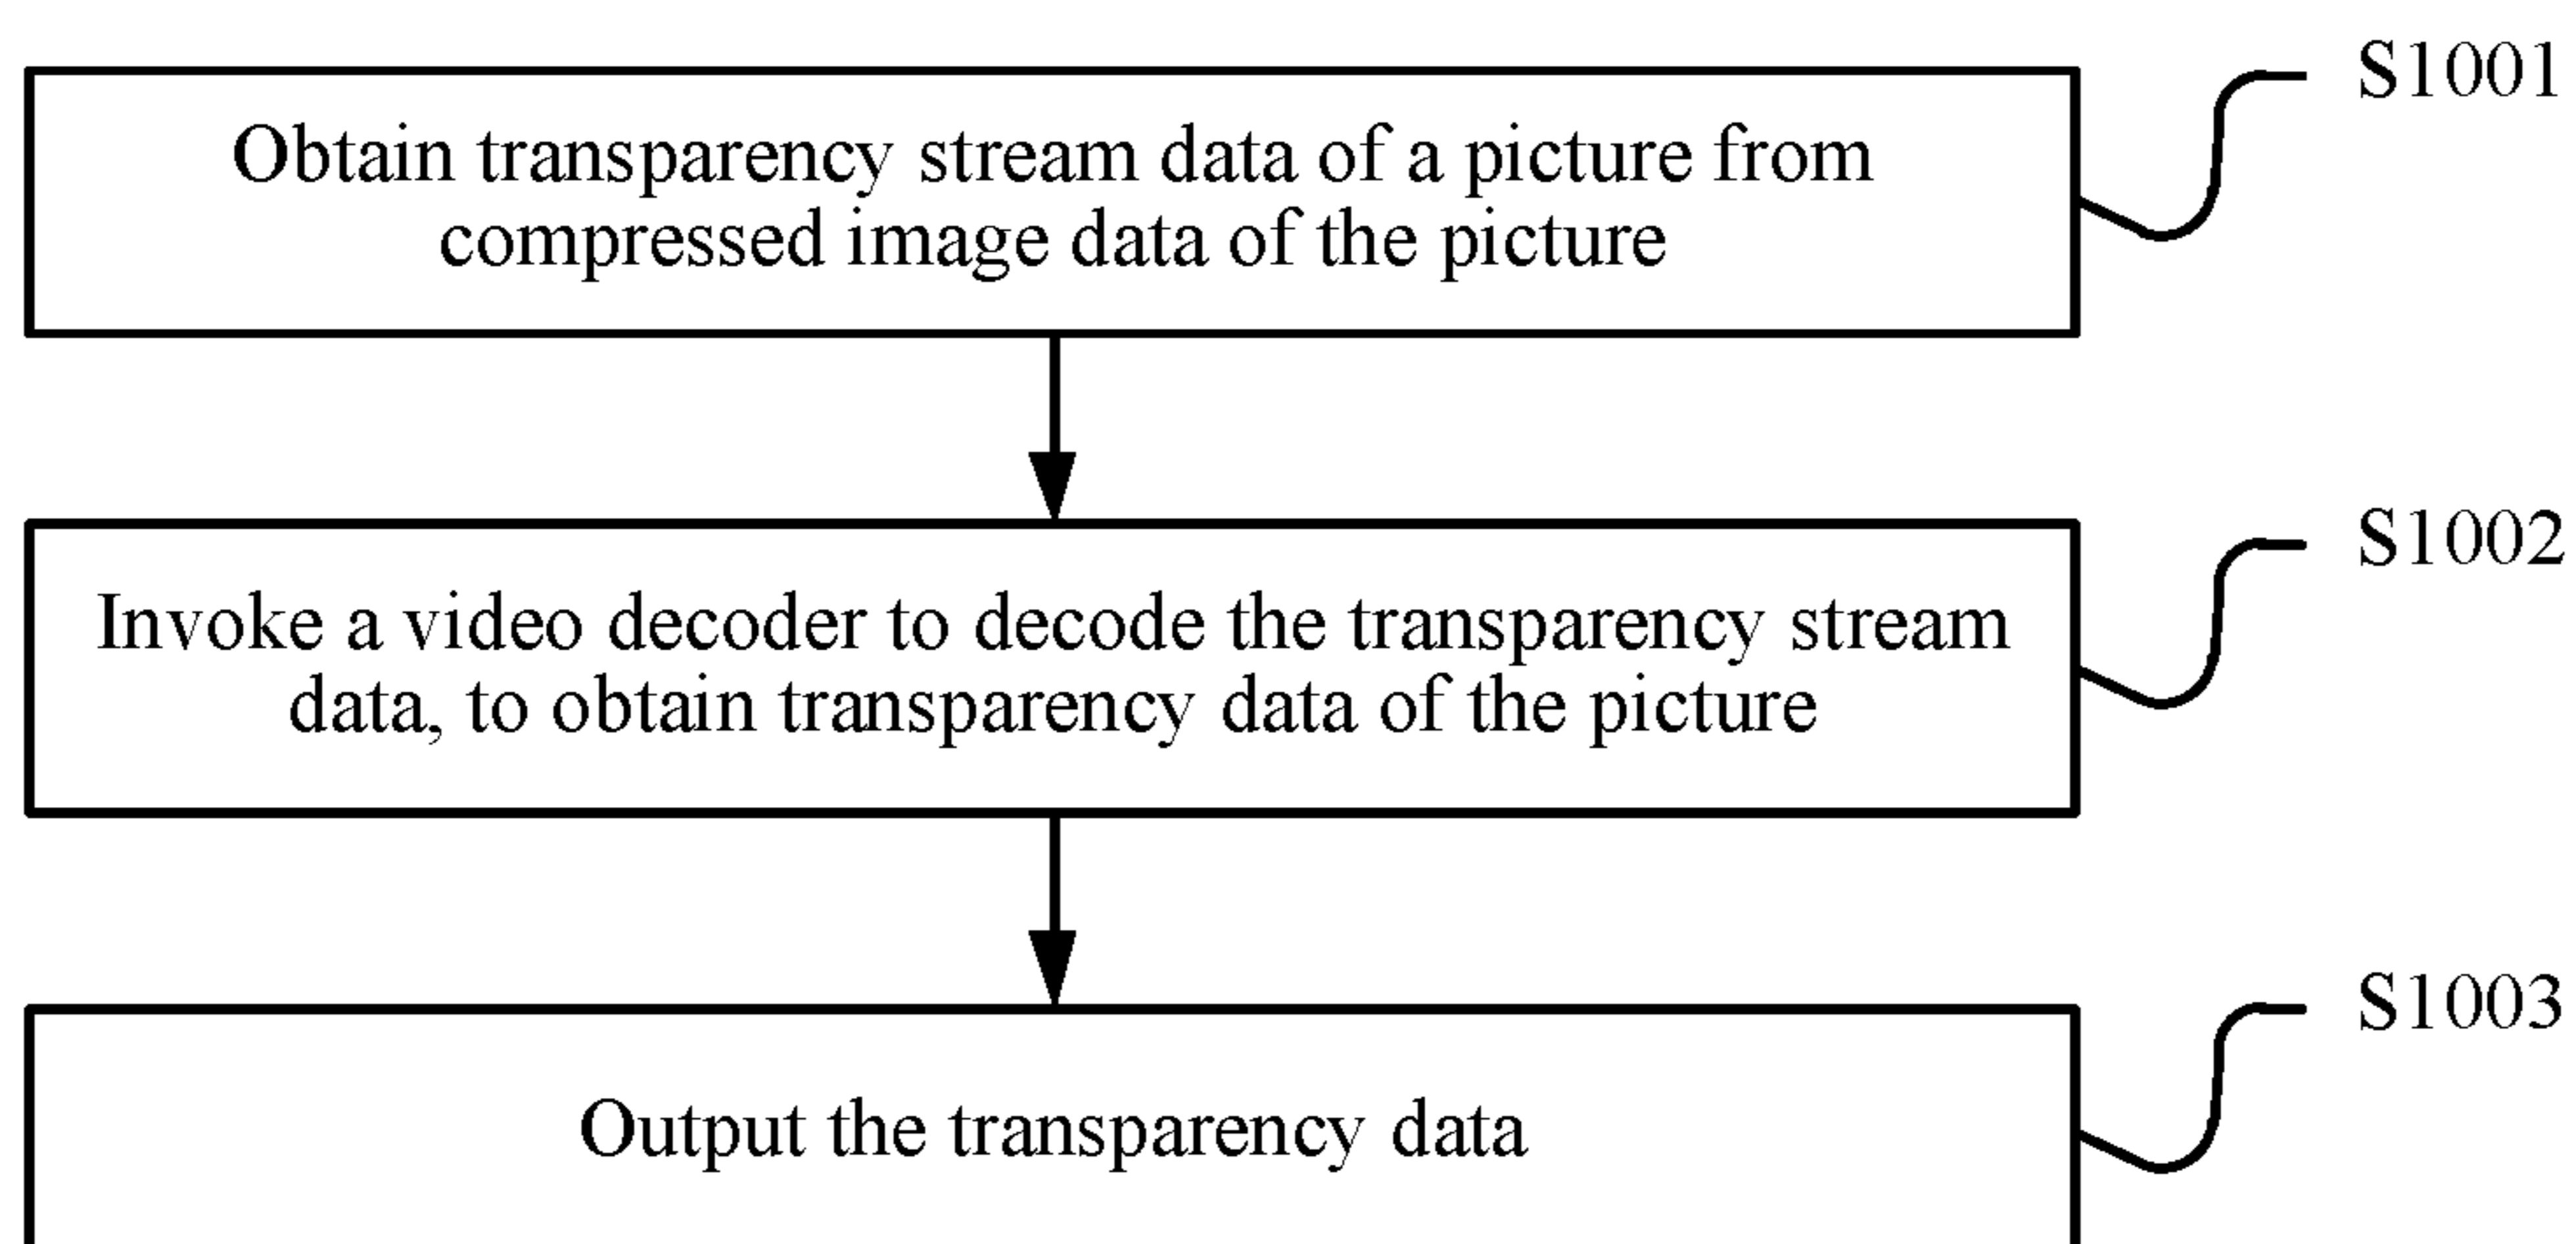 S1001
Obtain transparency stream data of a picture from
compressed image data of the picture
S1002
Invoke a video decoder to decode the transparency stream
data, to obtain transparency data of the picture
S1003
Output the transparency data